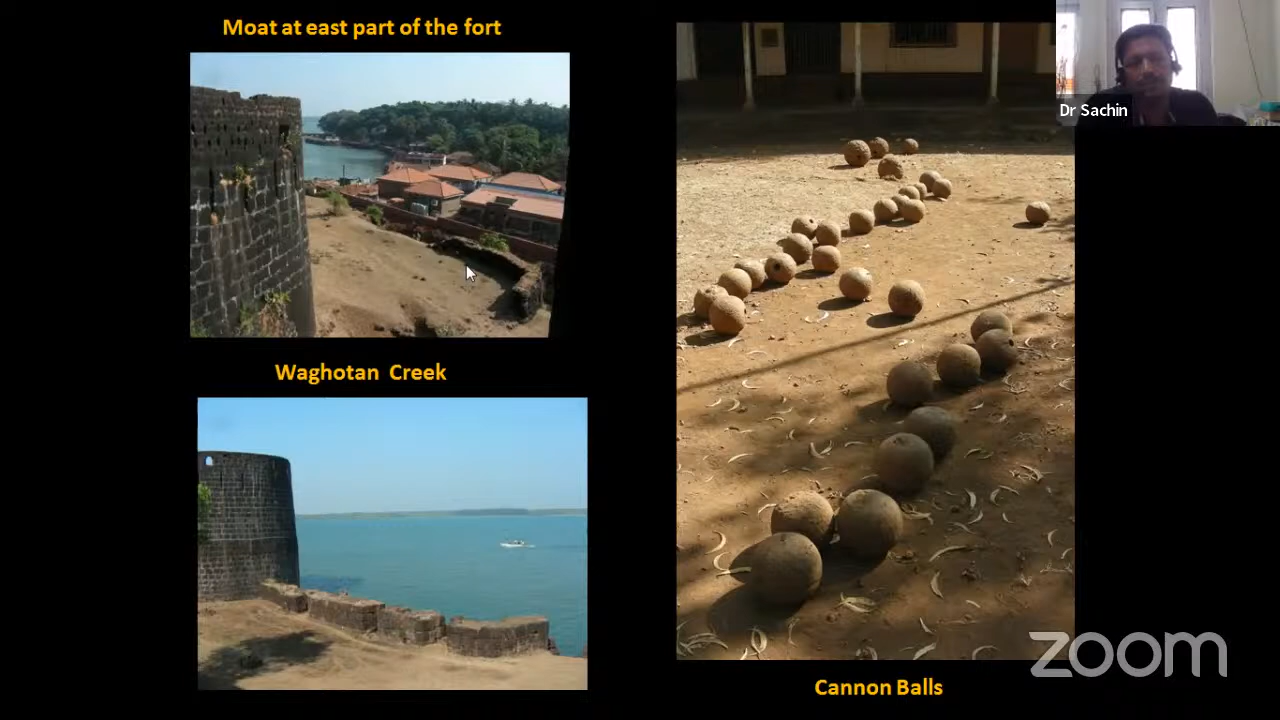 Moat at east part of the fort
Dr Sachin
Waghotan Creek
zoom
Cannon Balls